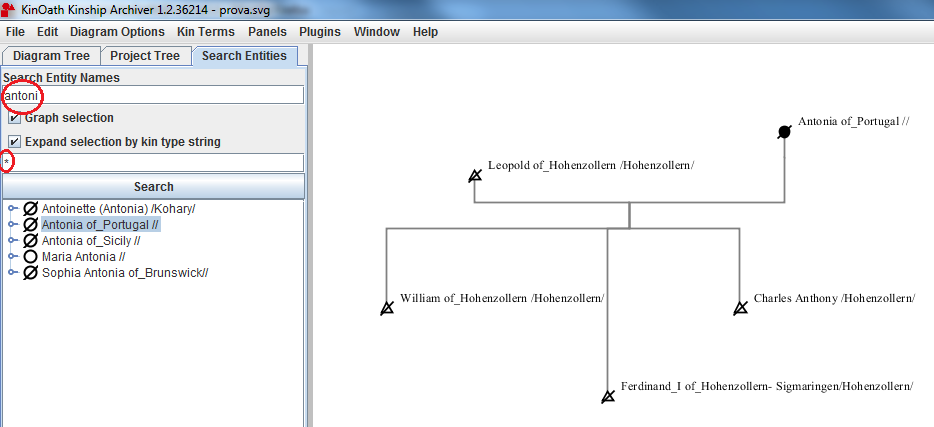 KinOath Kinship Archiver 1.2.36214 - prova.svg
File Edit Diagram Options Kin Terms Panels Plugins Window Help
Diagram Tree Project Tree Search Entities
Search Entity Names
antoni
Graph selection
Expand selection by kin type string
*
Search
Antoinette (Antonia) /Kohary/
Antonia of_Portugal //
Antonia of_Sicily //
Maria Antonia //
Sophia Antonia of_Brunswick//
Antonia of_Portugal //
Leopold of_Hohenzollern /Hohenzollern/
William of_Hohenzollern /Hohenzollern/
Charles Anthony /Hohenzollern/
Ferdinand_I of_Hohenzollern- Sigmaringen/Hohenzollern/